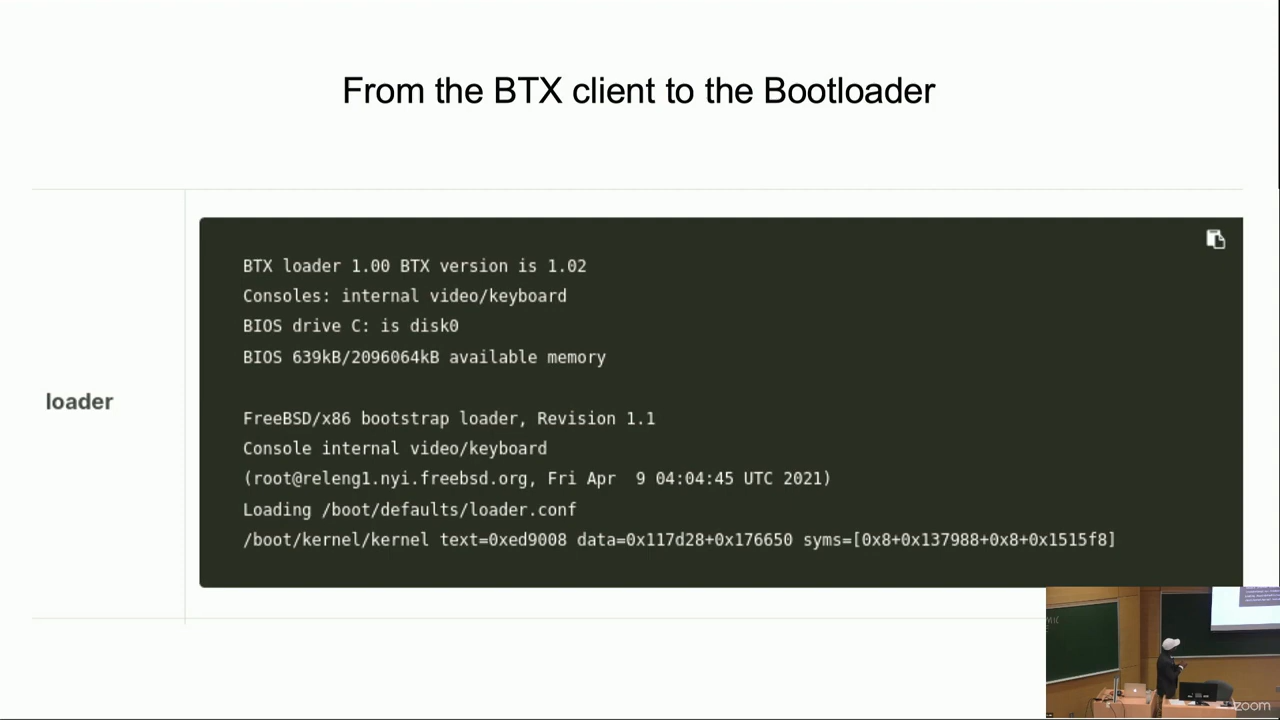 From the BTX client to the Bootloader
loader
BTX loader 1.00 BTX version is 1.02
Consoles: internal video/keyboard
BIOS drive C: is disk0
BIOS 639kB/2096064kB available memory
FreeBSD/x86 bootstrap loader, Revision 1.1
Console internal video/keyboard
(root@releng1.nyi.freebsd.org, Fri Apr  9 04:04:45 UTC 2021)
Loading /boot/defaults/loader.conf
/boot/kernel/kernel text=0xed9008 data=0x117d28+0x176650 syms=[0x8+0x137988+0x8+0x1515f8]
zoom